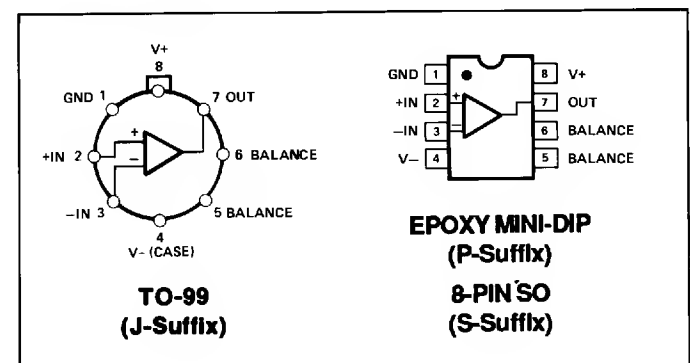 V+
8
GND 1
7 OUT
+IN 2
+
−
6 BALANCE
−IN 3
5 BALANCE
4
V− (CASE)
TO-99
(J-Suffix)
GND 1
8 V+
+IN 2
+
7 OUT
−IN 3
−
6 BALANCE
V− 4
5 BALANCE
EPOXY MINI-DIP
(P-Suffix)
8-PIN SO
(S-Suffix)